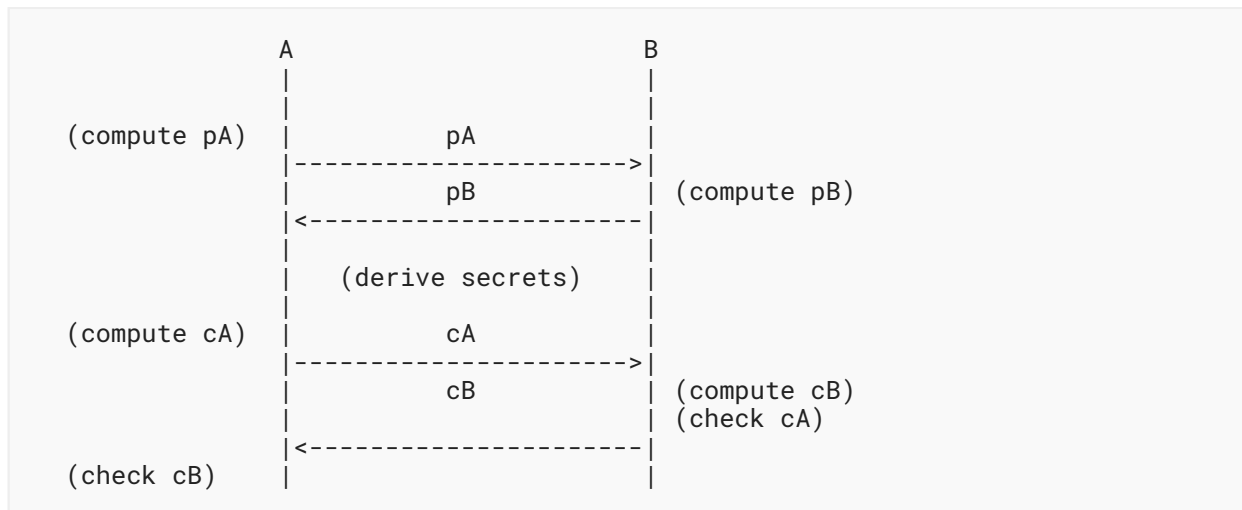 A                       B
|                       |
|                       |
(compute pA)  |          pA           |
|---------------------->|
|          pB           | (compute pB)
|<----------------------|
|                       |
|   (derive secrets)    |
|                       |
(compute cA)  |          cA           |
|---------------------->|
|          cB           | (compute cB)
|                       | (check cA)
|<----------------------|
(check cB)    |                       |